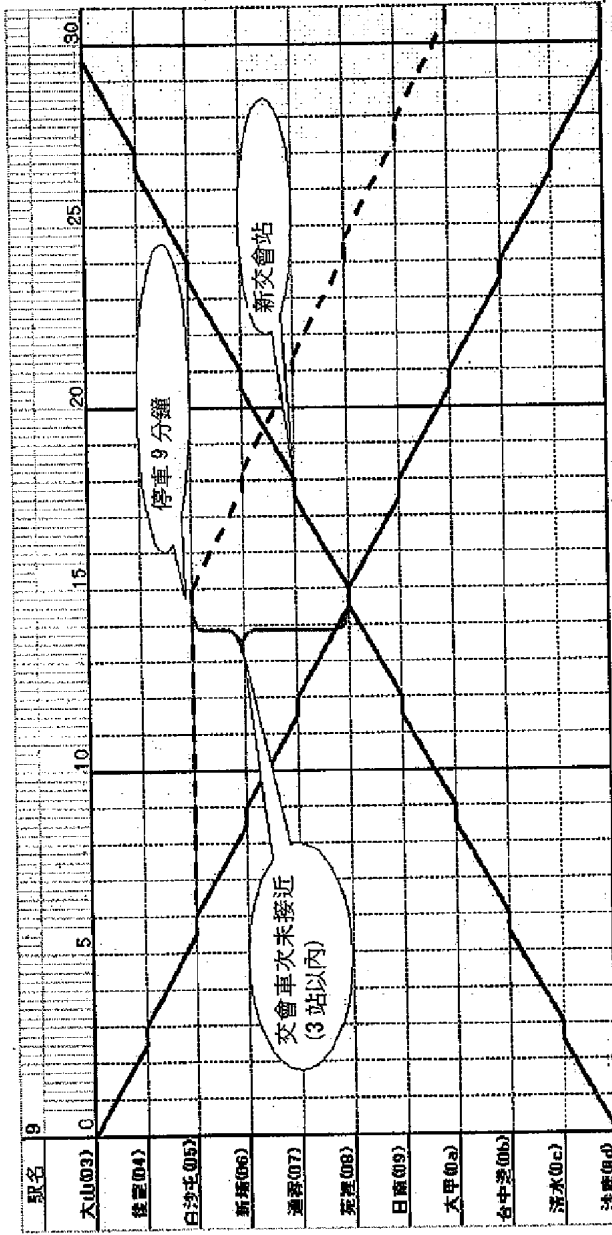 駅名
9
0
5
10
15
20
25
30
大山(03)
後龍(04)
白沙屯(05)
新埔(06)
通霄(07)
苑裡(08)
日南(09)
大甲(0a)
台中港(0b)
清水(0c)
停車 9 分鐘
新交會站
交會車次未接近
(3 站以內)